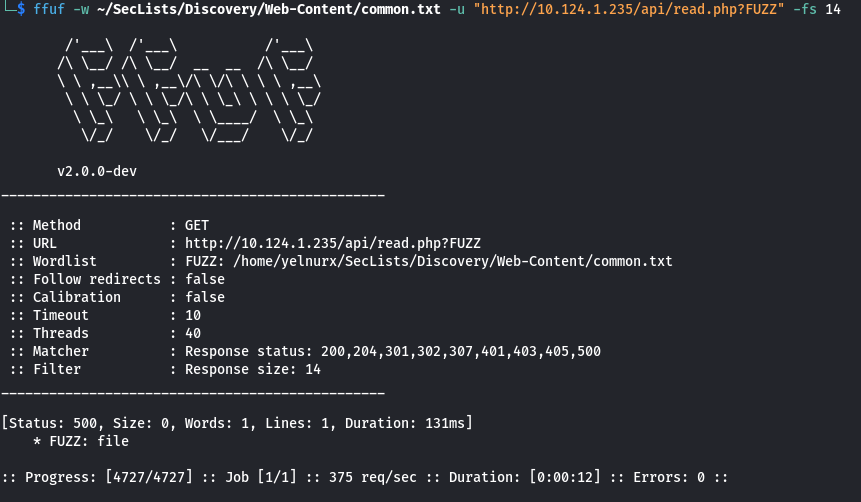 └─$ ffuf -w ~/SecLists/Discovery/Web-Content/common.txt -u "http://10.124.1.235/api/read.php?FUZZ" -fs 14
        /'___\  /'___\           /'___\
       /\ \__/ /\ \__/  __  __  /\ \__/
       \ \ ,__\\ \ ,__\/\ \/\ \ \ \ ,__\
        \ \ \_/ \ \ \_/\ \ \_\ \ \ \ \_/
         \ \_\   \ \_\  \ \____/  \ \_\
          \/_/    \/_/   \/___/    \/_/
       v2.0.0-dev
________________________________________________
 :: Method           : GET
 :: URL              : http://10.124.1.235/api/read.php?FUZZ
 :: Wordlist         : FUZZ: /home/yelnurx/SecLists/Discovery/Web-Content/common.txt
 :: Follow redirects : false
 :: Calibration      : false
 :: Timeout          : 10
 :: Threads          : 40
 :: Matcher          : Response status: 200,204,301,302,307,401,403,405,500
 :: Filter           : Response size: 14
________________________________________________
[Status: 500, Size: 0, Words: 1, Lines: 1, Duration: 131ms]
    * FUZZ: file
:: Progress: [4727/4727] :: Job [1/1] :: 375 req/sec :: Duration: [0:00:12] :: Errors: 0 ::